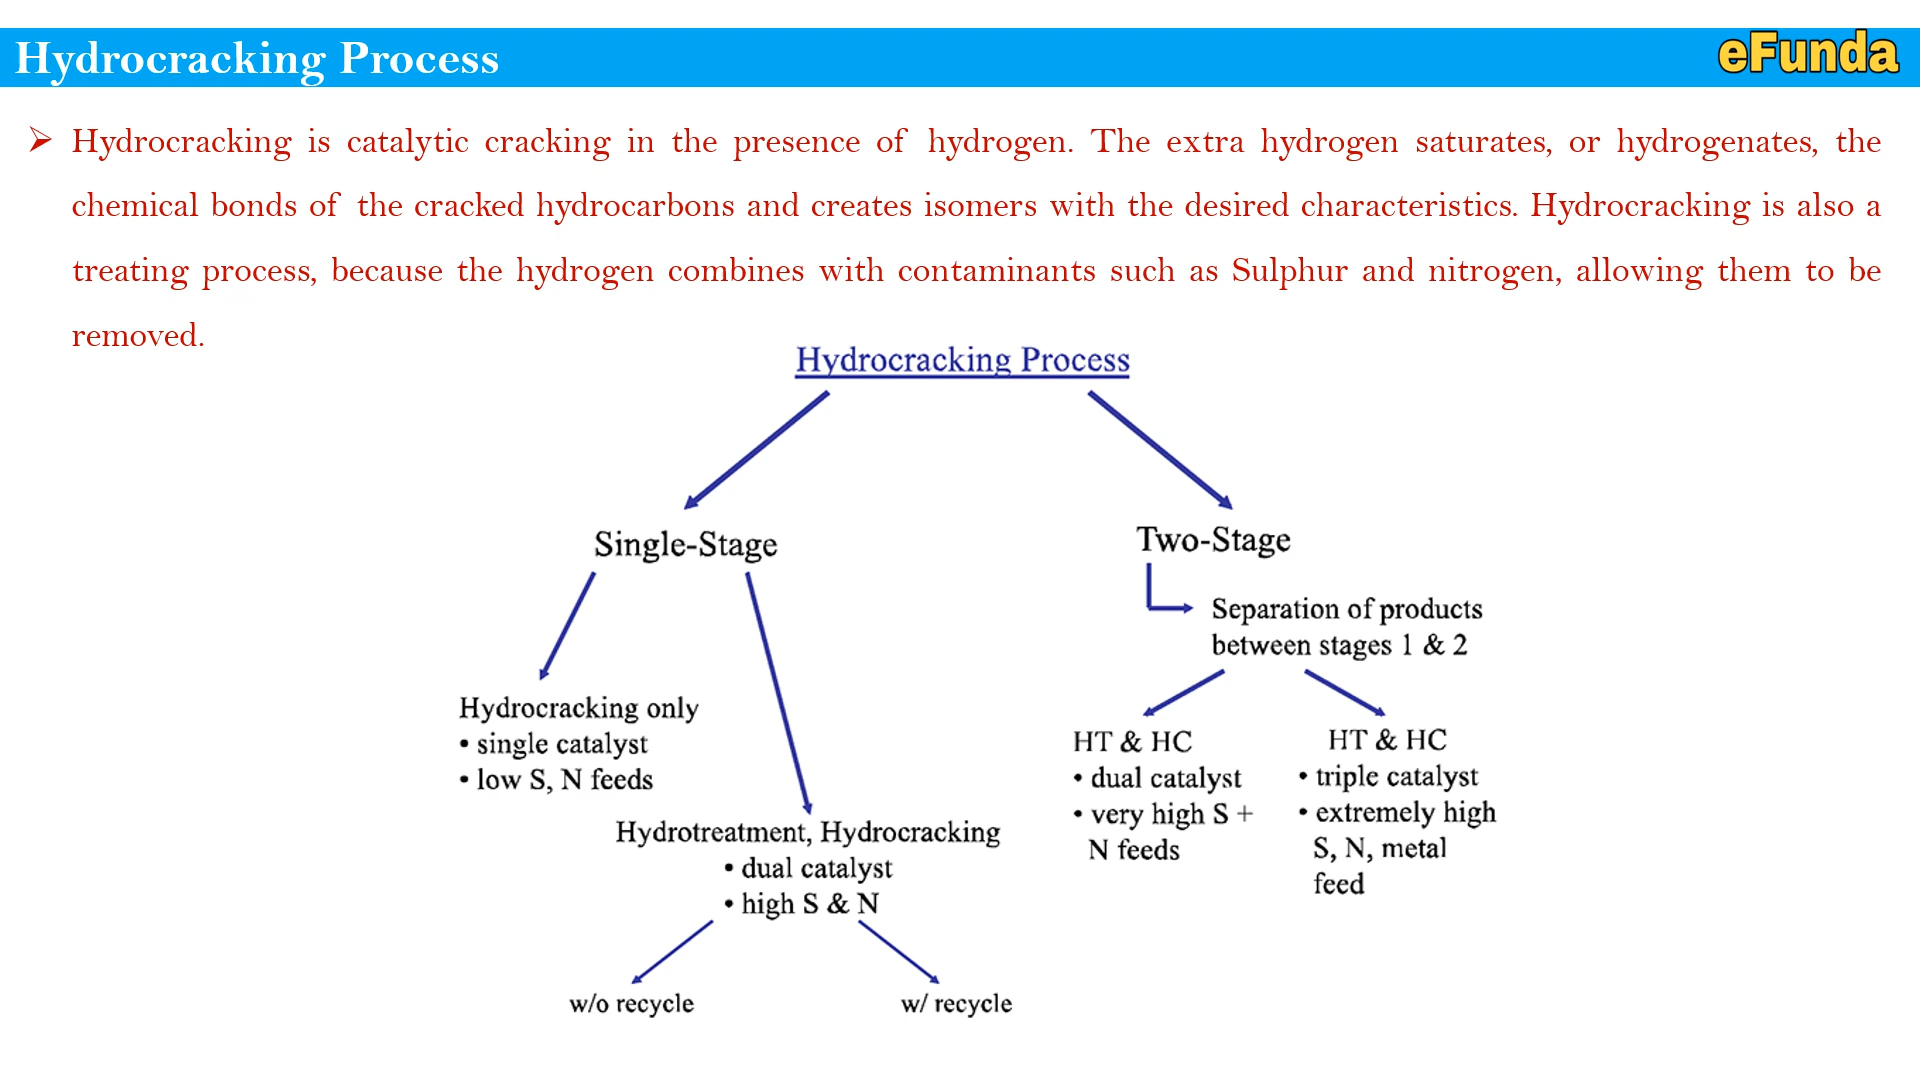 Hydrocracking Process
eFunda
➢ Hydrocracking is catalytic cracking in the presence of hydrogen. The extra hydrogen saturates, or hydrogenates, the
chemical bonds of the cracked hydrocarbons and creates isomers with the desired characteristics. Hydrocracking is also a
treating process, because the hydrogen combines with contaminants such as Sulphur and nitrogen, allowing them to be
removed.
Hydrocracking Process
Single-Stage
Hydrocracking only
• single catalyst
• low S, N feeds
Hydrotreatment, Hydrocracking
• dual catalyst
• high S & N
w/o recycle
w/ recycle
Two-Stage
Separation of products
between stages 1 & 2
HT & HC
• dual catalyst
• very high S +
N feeds
HT & HC
• triple catalyst
• extremely high
S, N, metal
feed